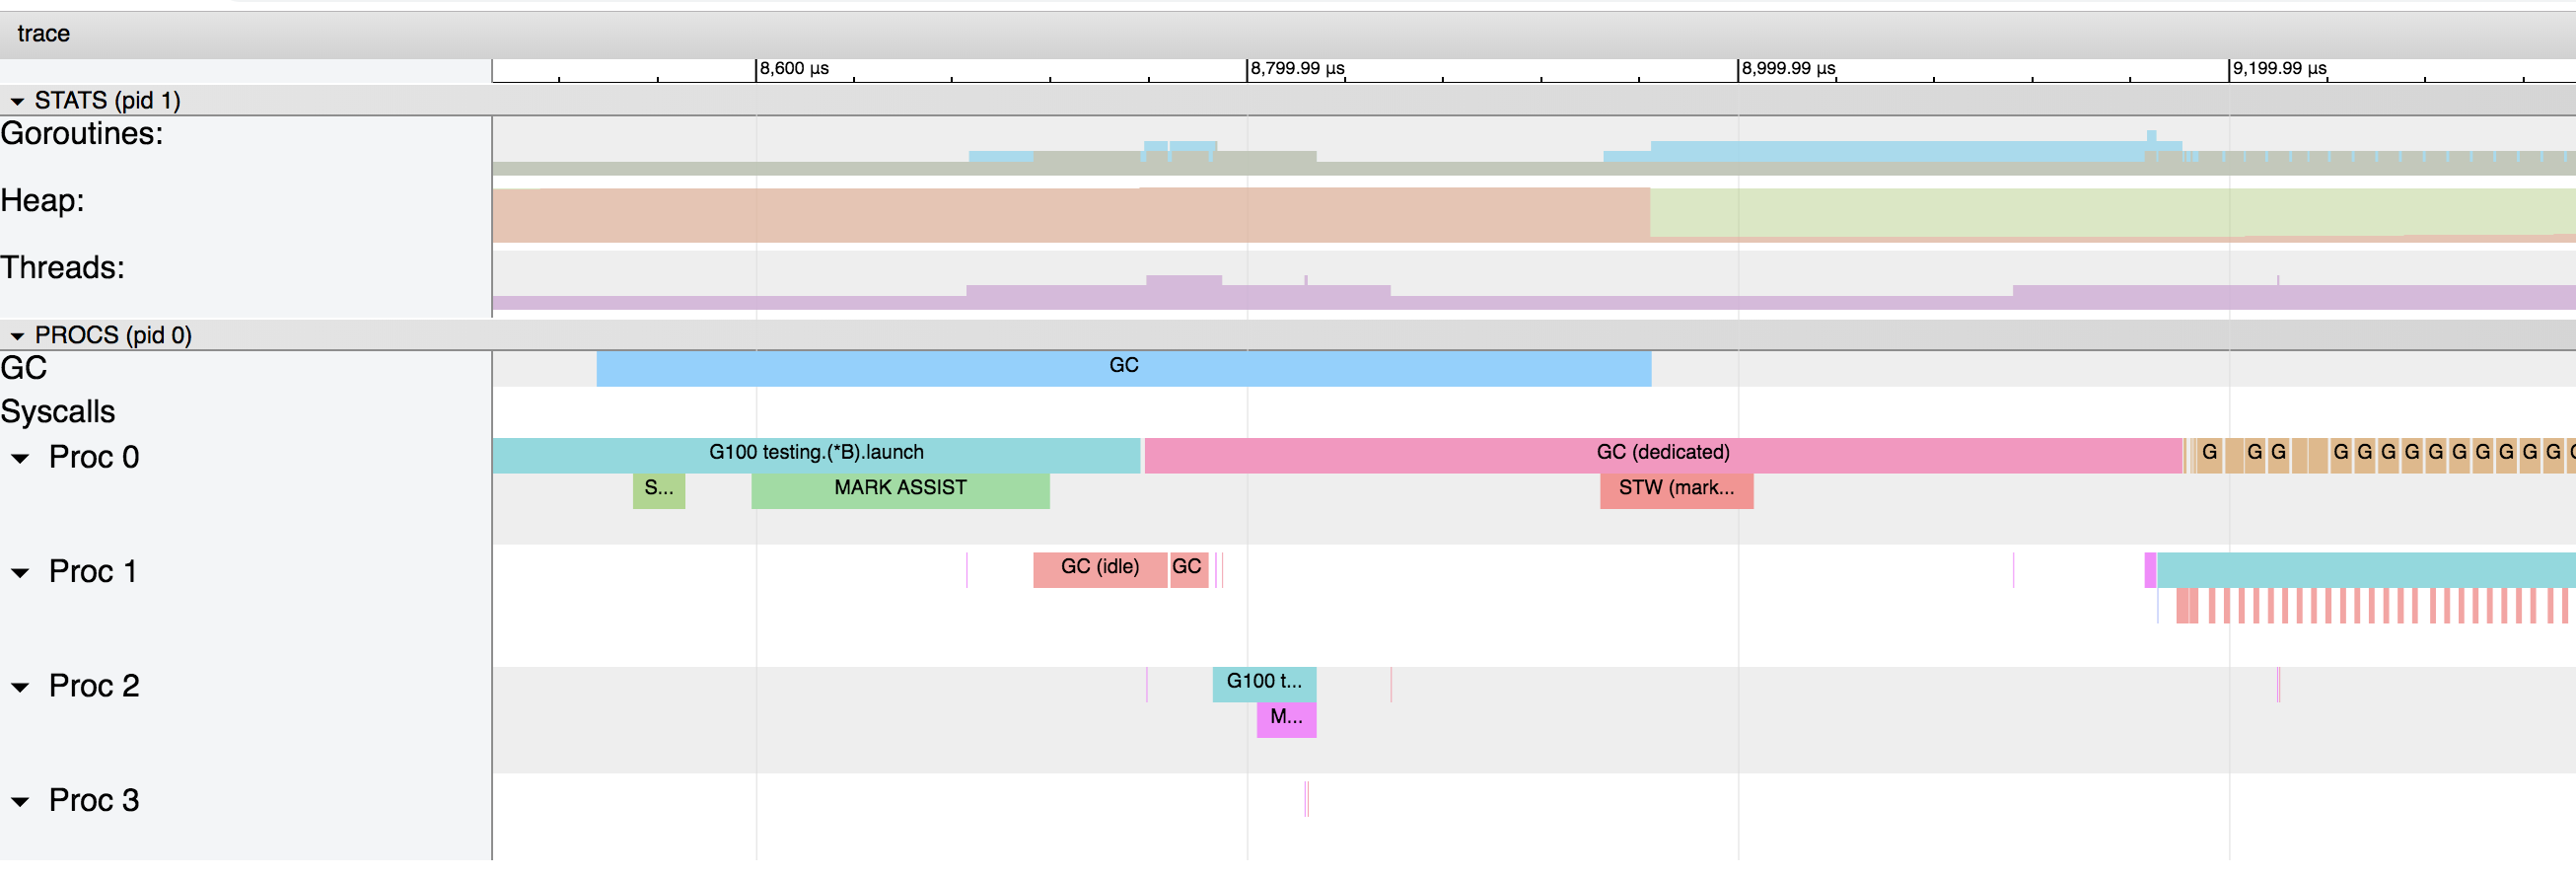 trace
8,600 µs 8,799.99 µs 8,999.99 µs 9,199.99 µs
STATS (pid 1)
Goroutines:
Heap:
Threads:
PROCS (pid 0)
GC GC
Syscalls
Proc 0 G100 testing.(*B).launch GC (dedicated) G G G G G G G G G G G G G
S... MARK ASSIST STW (mark...
Proc 1 GC (idle) GC
Proc 2 G100 t...
M...
Proc 3